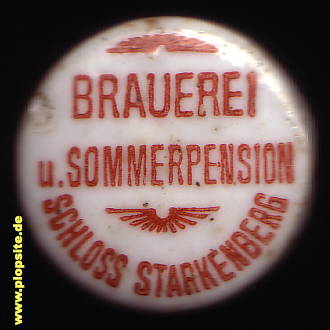 BRAUEREI
u. SOMMERPENSION
SCHLOSS STARKENBERG
www.plopsite.de